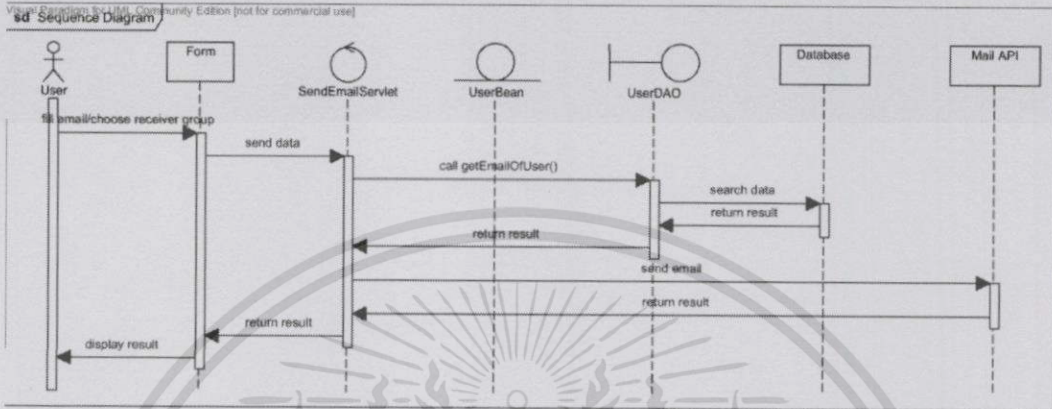 Visual Paradigm for UML Community Edition [not for commercial use]
sd Sequence Diagram
Form
Database
Mail API
User
SendEmailServlet
UserBean
UserDAO
fill email/choose receiver group
send data
call getEmailOfUser()
search data
return result
return result
send email
return result
return result
display result